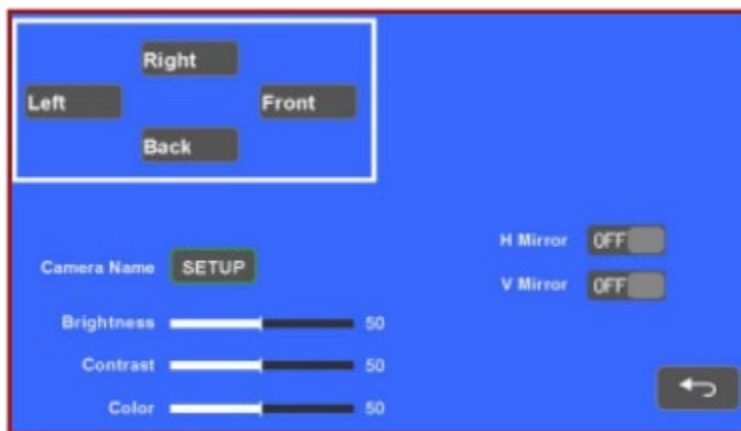 Right
Left Front
Back
H Mirror OFF
Camera Name SETUP
V Mirror OFF
Brightness 50
Contrast 50
Color 50